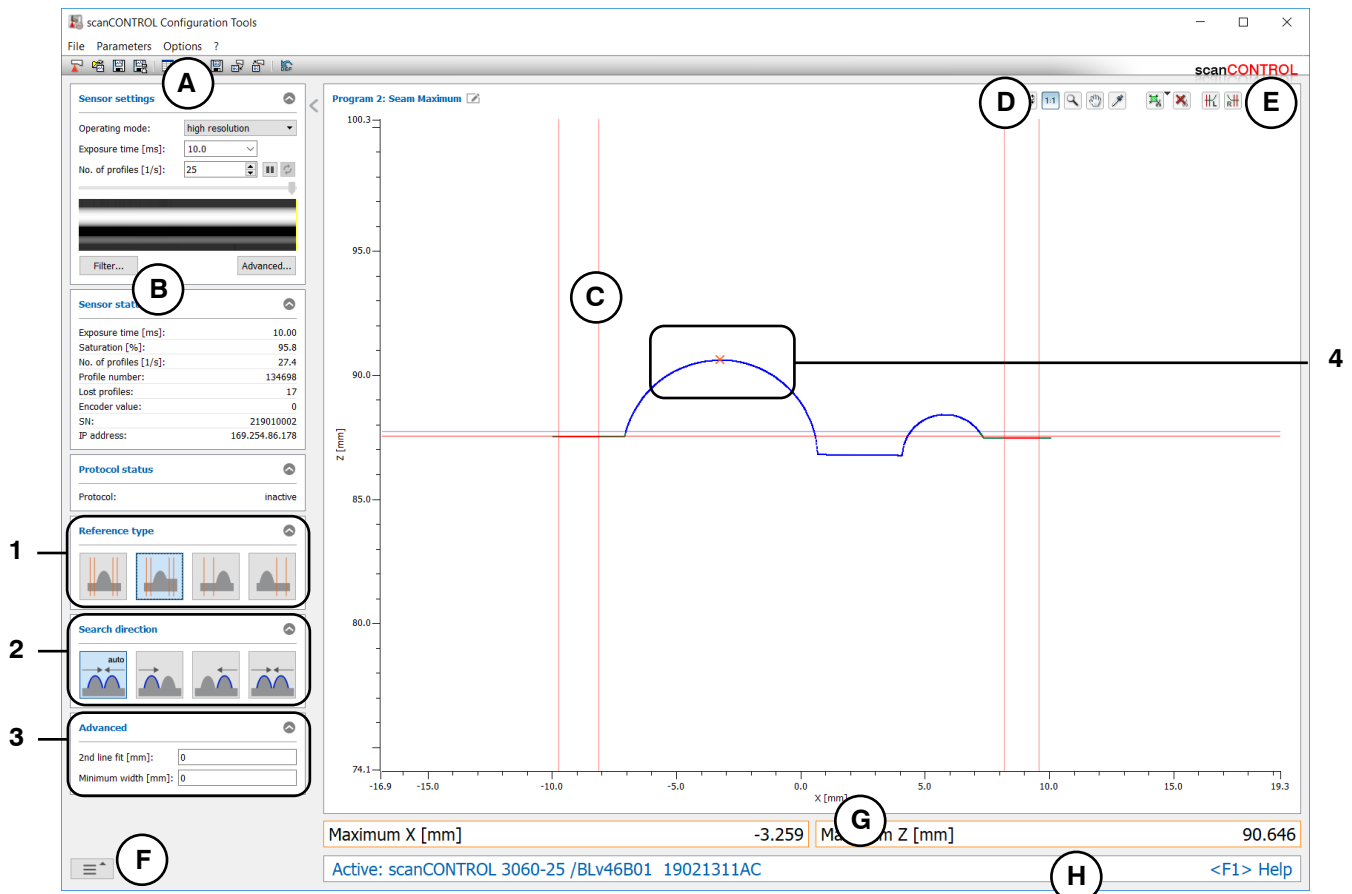 scanCONTROL Configuration Tools
File Parameters Options ?
scanCONTROL
A
Sensor settings
Operating mode: high resolution
Exposure time [ms]: 10.0
No. of profiles [1/s]: 25
Filter... Advanced...
B
Sensor
Exposure time [ms]: 10.00
Saturation [%]: 95.8
No. of profiles [1/s]: 27.4
Profile number: 134698
Lost profiles: 17
Encoder value: 0
SN: 219010002
IP address: 169.254.86.178
Protocol status
Protocol: inactive
1
Reference type
2
Search direction
auto
3
Advanced
2nd line fit [mm]: 0
Minimum width [mm]: 0
F
Program 2: Seam Maximum
D
1:1
E
C
4
100.3
95.0
90.0
85.0
80.0
74.1
Z [mm]
-16.9 -15.0 -10.0 -5.0 0.0 5.0 10.0 15.0 19.3
X [mm]
G
Maximum X [mm] -3.259
Z [mm] 90.646
Active: scanCONTROL 3060-25 /BLv46B01 19021311AC
H
<F1> Help